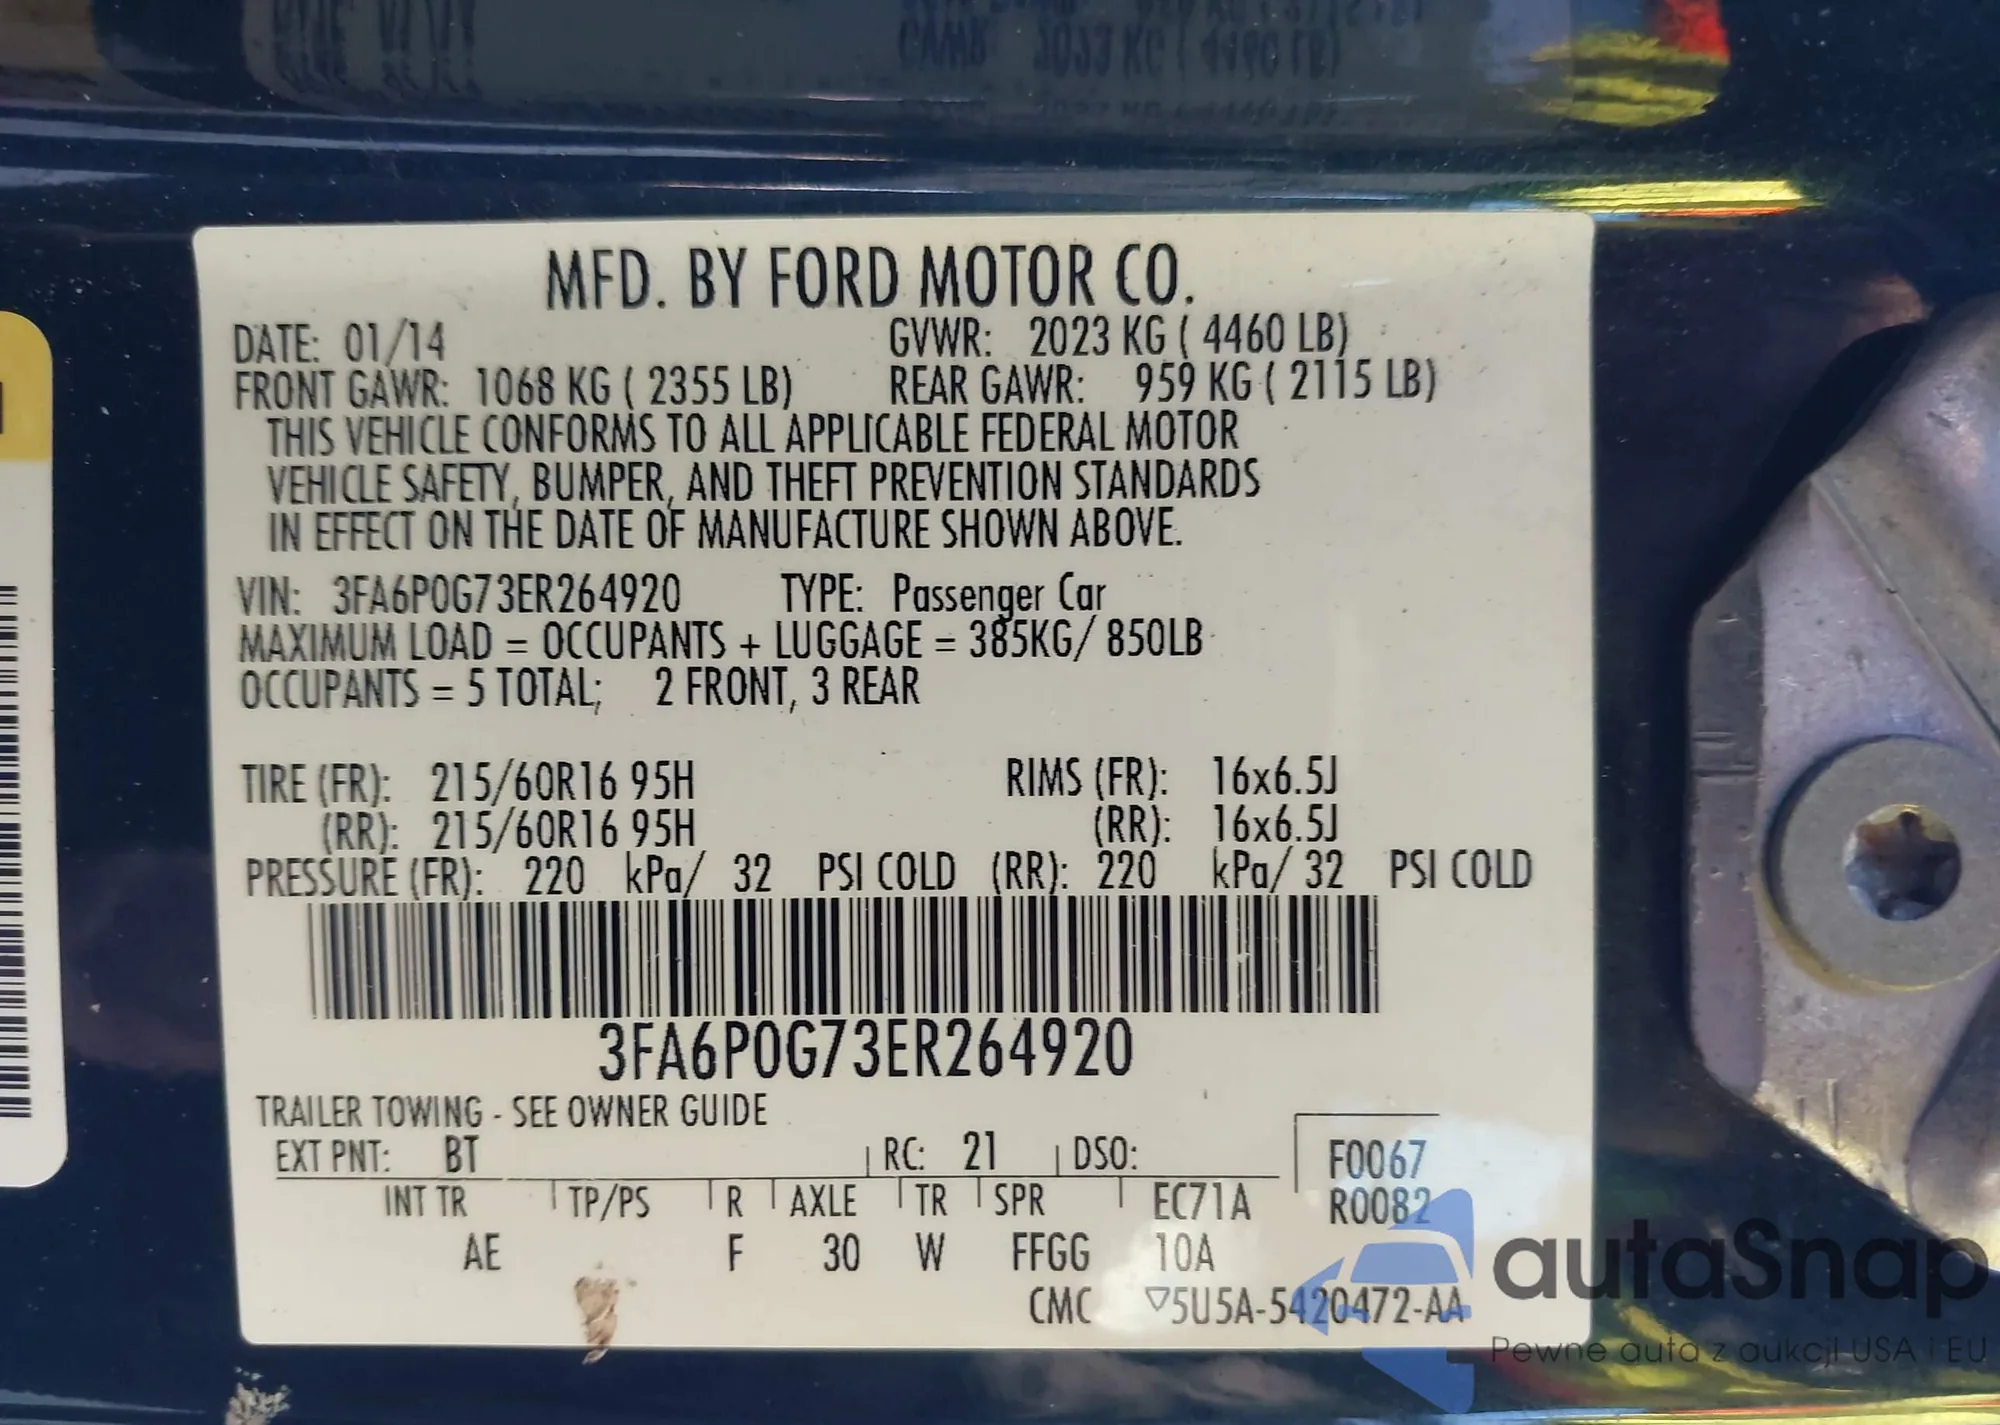 MFD. BY FORD MOTOR CO.
DATE: 01/14 GVWR: 2023 KG ( 4460 LB)
FRONT GAWR: 1068 KG ( 2355 LB) REAR GAWR: 959 KG ( 2115 LB)
THIS VEHICLE CONFORMS TO ALL APPLICABLE FEDERAL MOTOR
VEHICLE SAFETY, BUMPER, AND THEFT PREVENTION STANDARDS
IN EFFECT ON THE DATE OF MANUFACTURE SHOWN ABOVE.
VIN: 3FA6P0G73ER264920 TYPE: Passenger Car
MAXIMUM LOAD = OCCUPANTS + LUGGAGE = 385KG/ 850LB
OCCUPANTS = 5 TOTAL; 2 FRONT, 3 REAR
TIRE (FR): 215/60R16 95H RIMS (FR): 16x6.5J
(RR): 215/60R16 95H (RR): 16x6.5J
PRESSURE (FR): 220 kPa/ 32 PSI COLD (RR): 220 kPa/ 32 PSI COLD
3FA6P0G73ER264920
TRAILER TOWING - SEE OWNER GUIDE
EXT PNT: BT RC: 21 DSO: F0067
INT TR TP/PS R AXLE TR SPR EC71A R0082
AE F 30 W FFGG 10A
CMC ▽5U5A-5420472-AA
autaSnap
Pewne auta z aukcji USA i EU